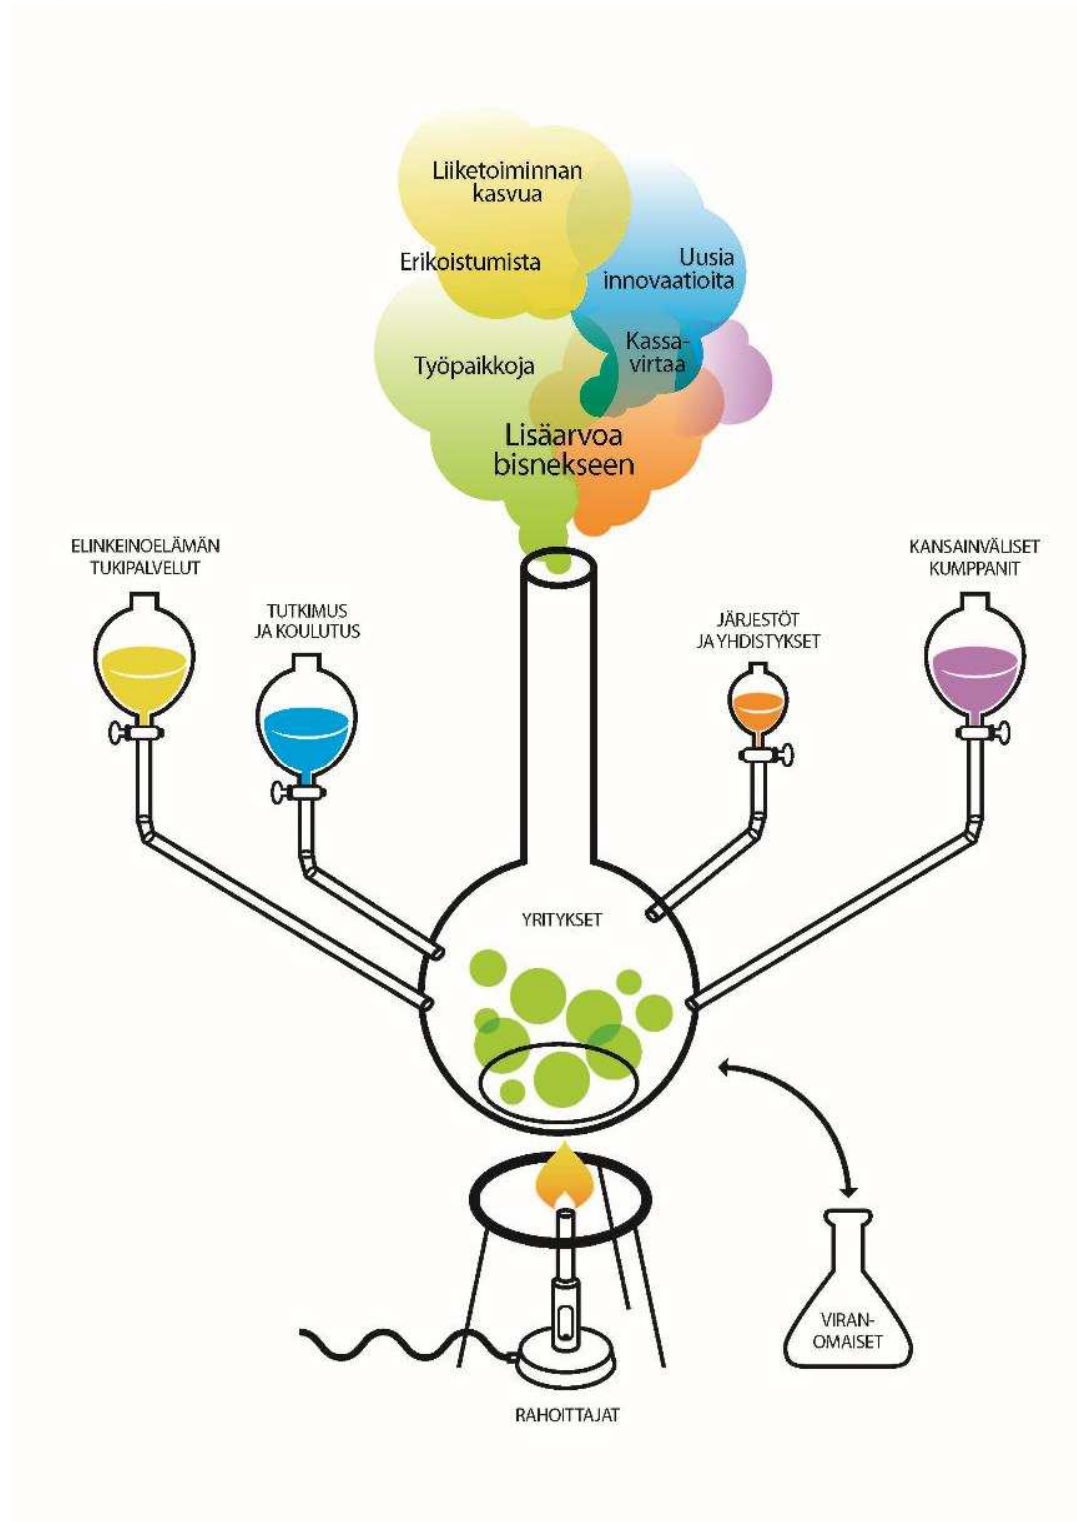 Liiketoiminnan
kasvua
Erikoistumista
Uusia
innovaatioita
Kassa-
virtaa
Työpaikkoja
Lisäarvoa
bisnekseen
ELINKEINOELÄMÄN
TUKIPALVELUT
TUTKIMUS
JA KOULUTUS
JÄRJESTÖT
JA YHDISTYKSET
KANSAINVÄLISET
KUMPPANIT
YRITYKSET
VIRAN-
OMAISET
RAHOITTAJAT